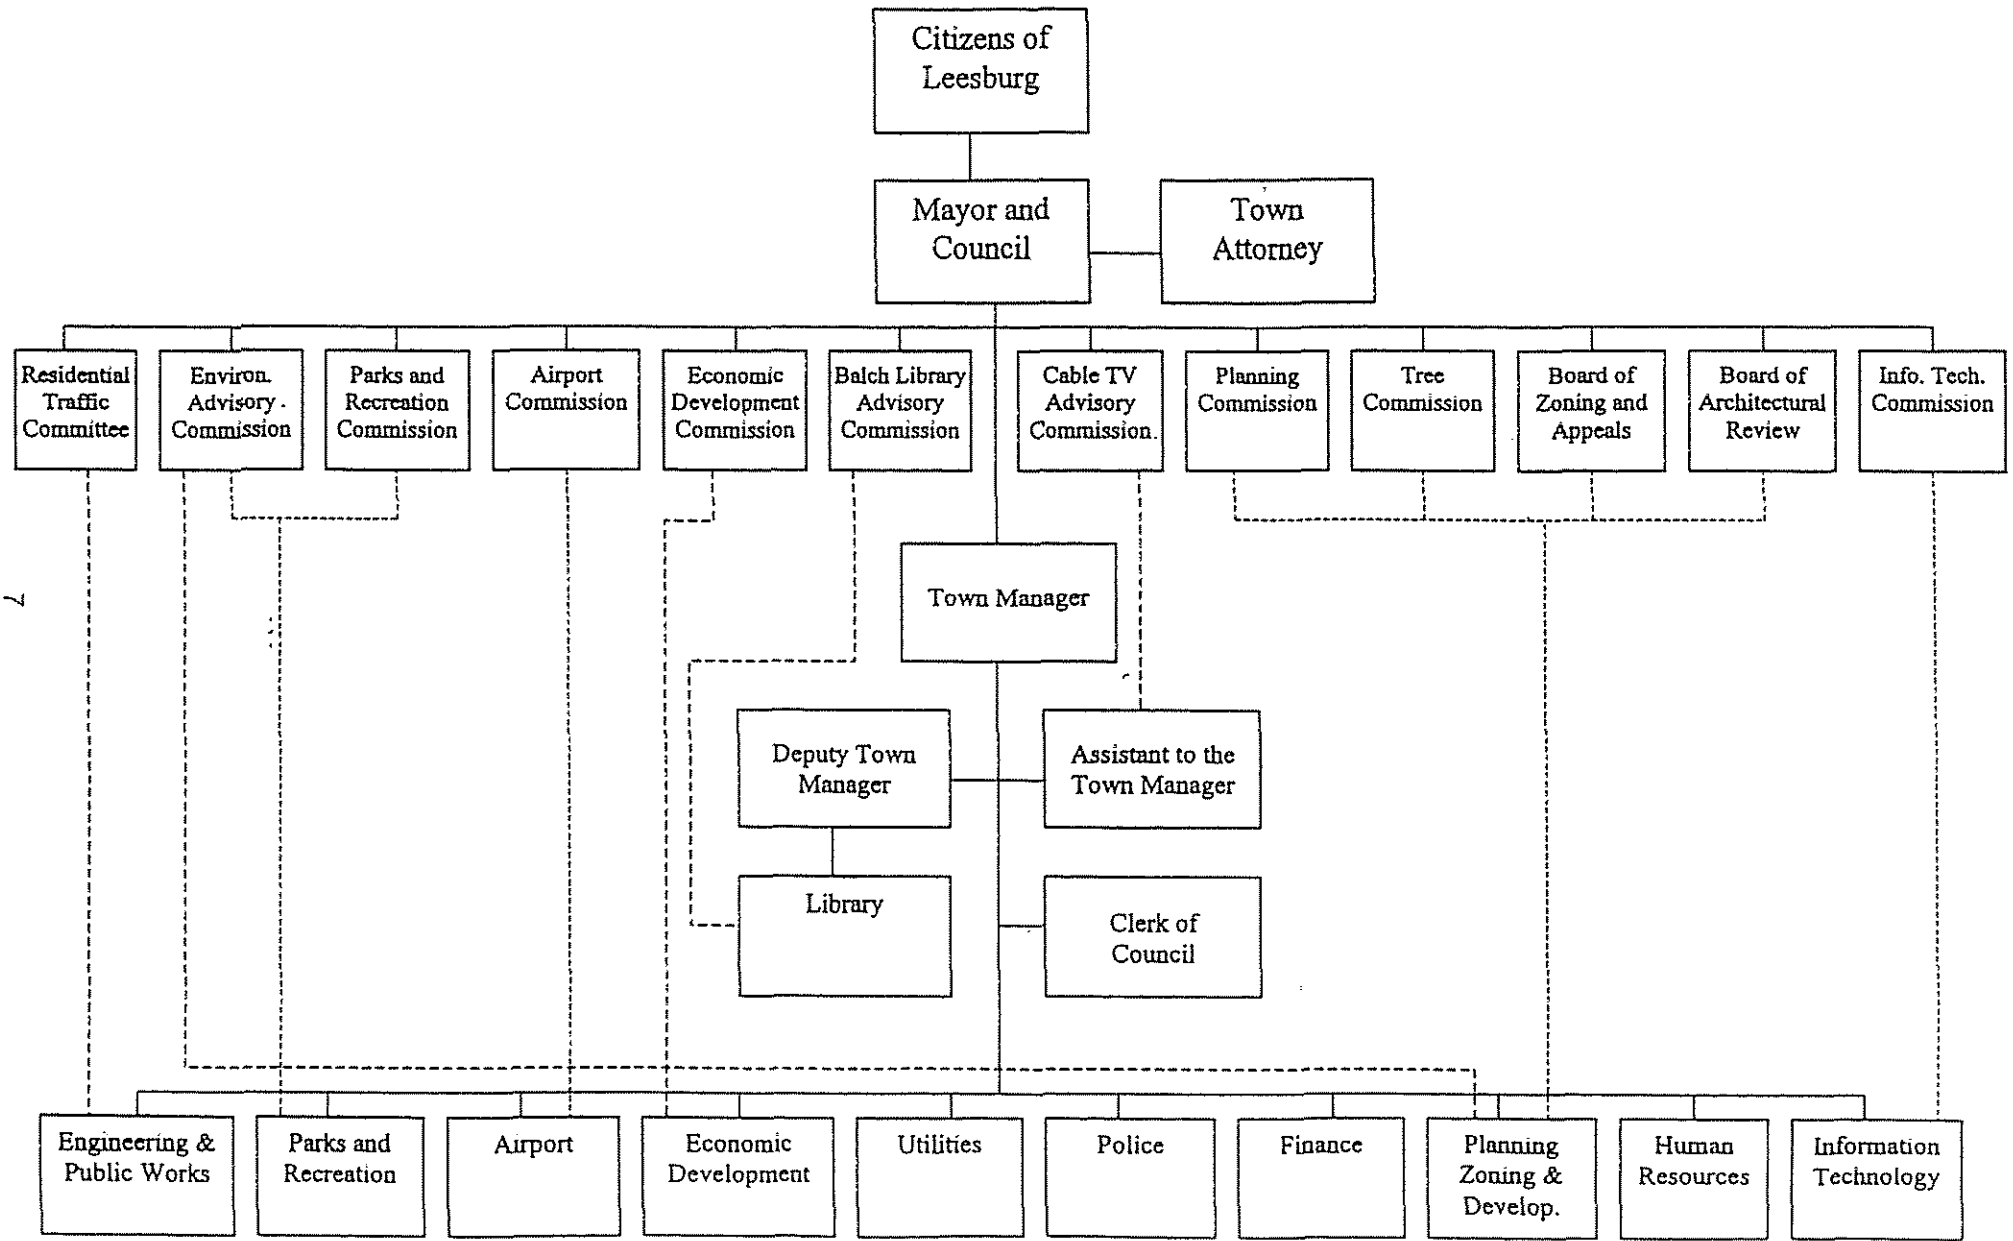 Citizens of
Leesburg
Mayor and
Council
Town
Attorney
Residential
Traffic
Committee
Environ.
Advisory.
Commission
Parks and
Recreation
Commission
Airport
Commission
Economic
Development
Commission
Balch Library
Advisory
Commission
Cable TV
Advisory
Commission.
Planning
Commission
Tree
Commission
Board of
Zoning and
Appeals
Board of
Architectural
Review
Info. Tech.
Commission
7
Town Manager
Deputy Town
Manager
Assistant to the
Town Manager
Library
Clerk of
Council
Engineering &
Public Works
Parks and
Recreation
Airport
Economic
Development
Utilities
Police
Finance
Planning
Zoning &
Develop.
Human
Resources
Information
Technology